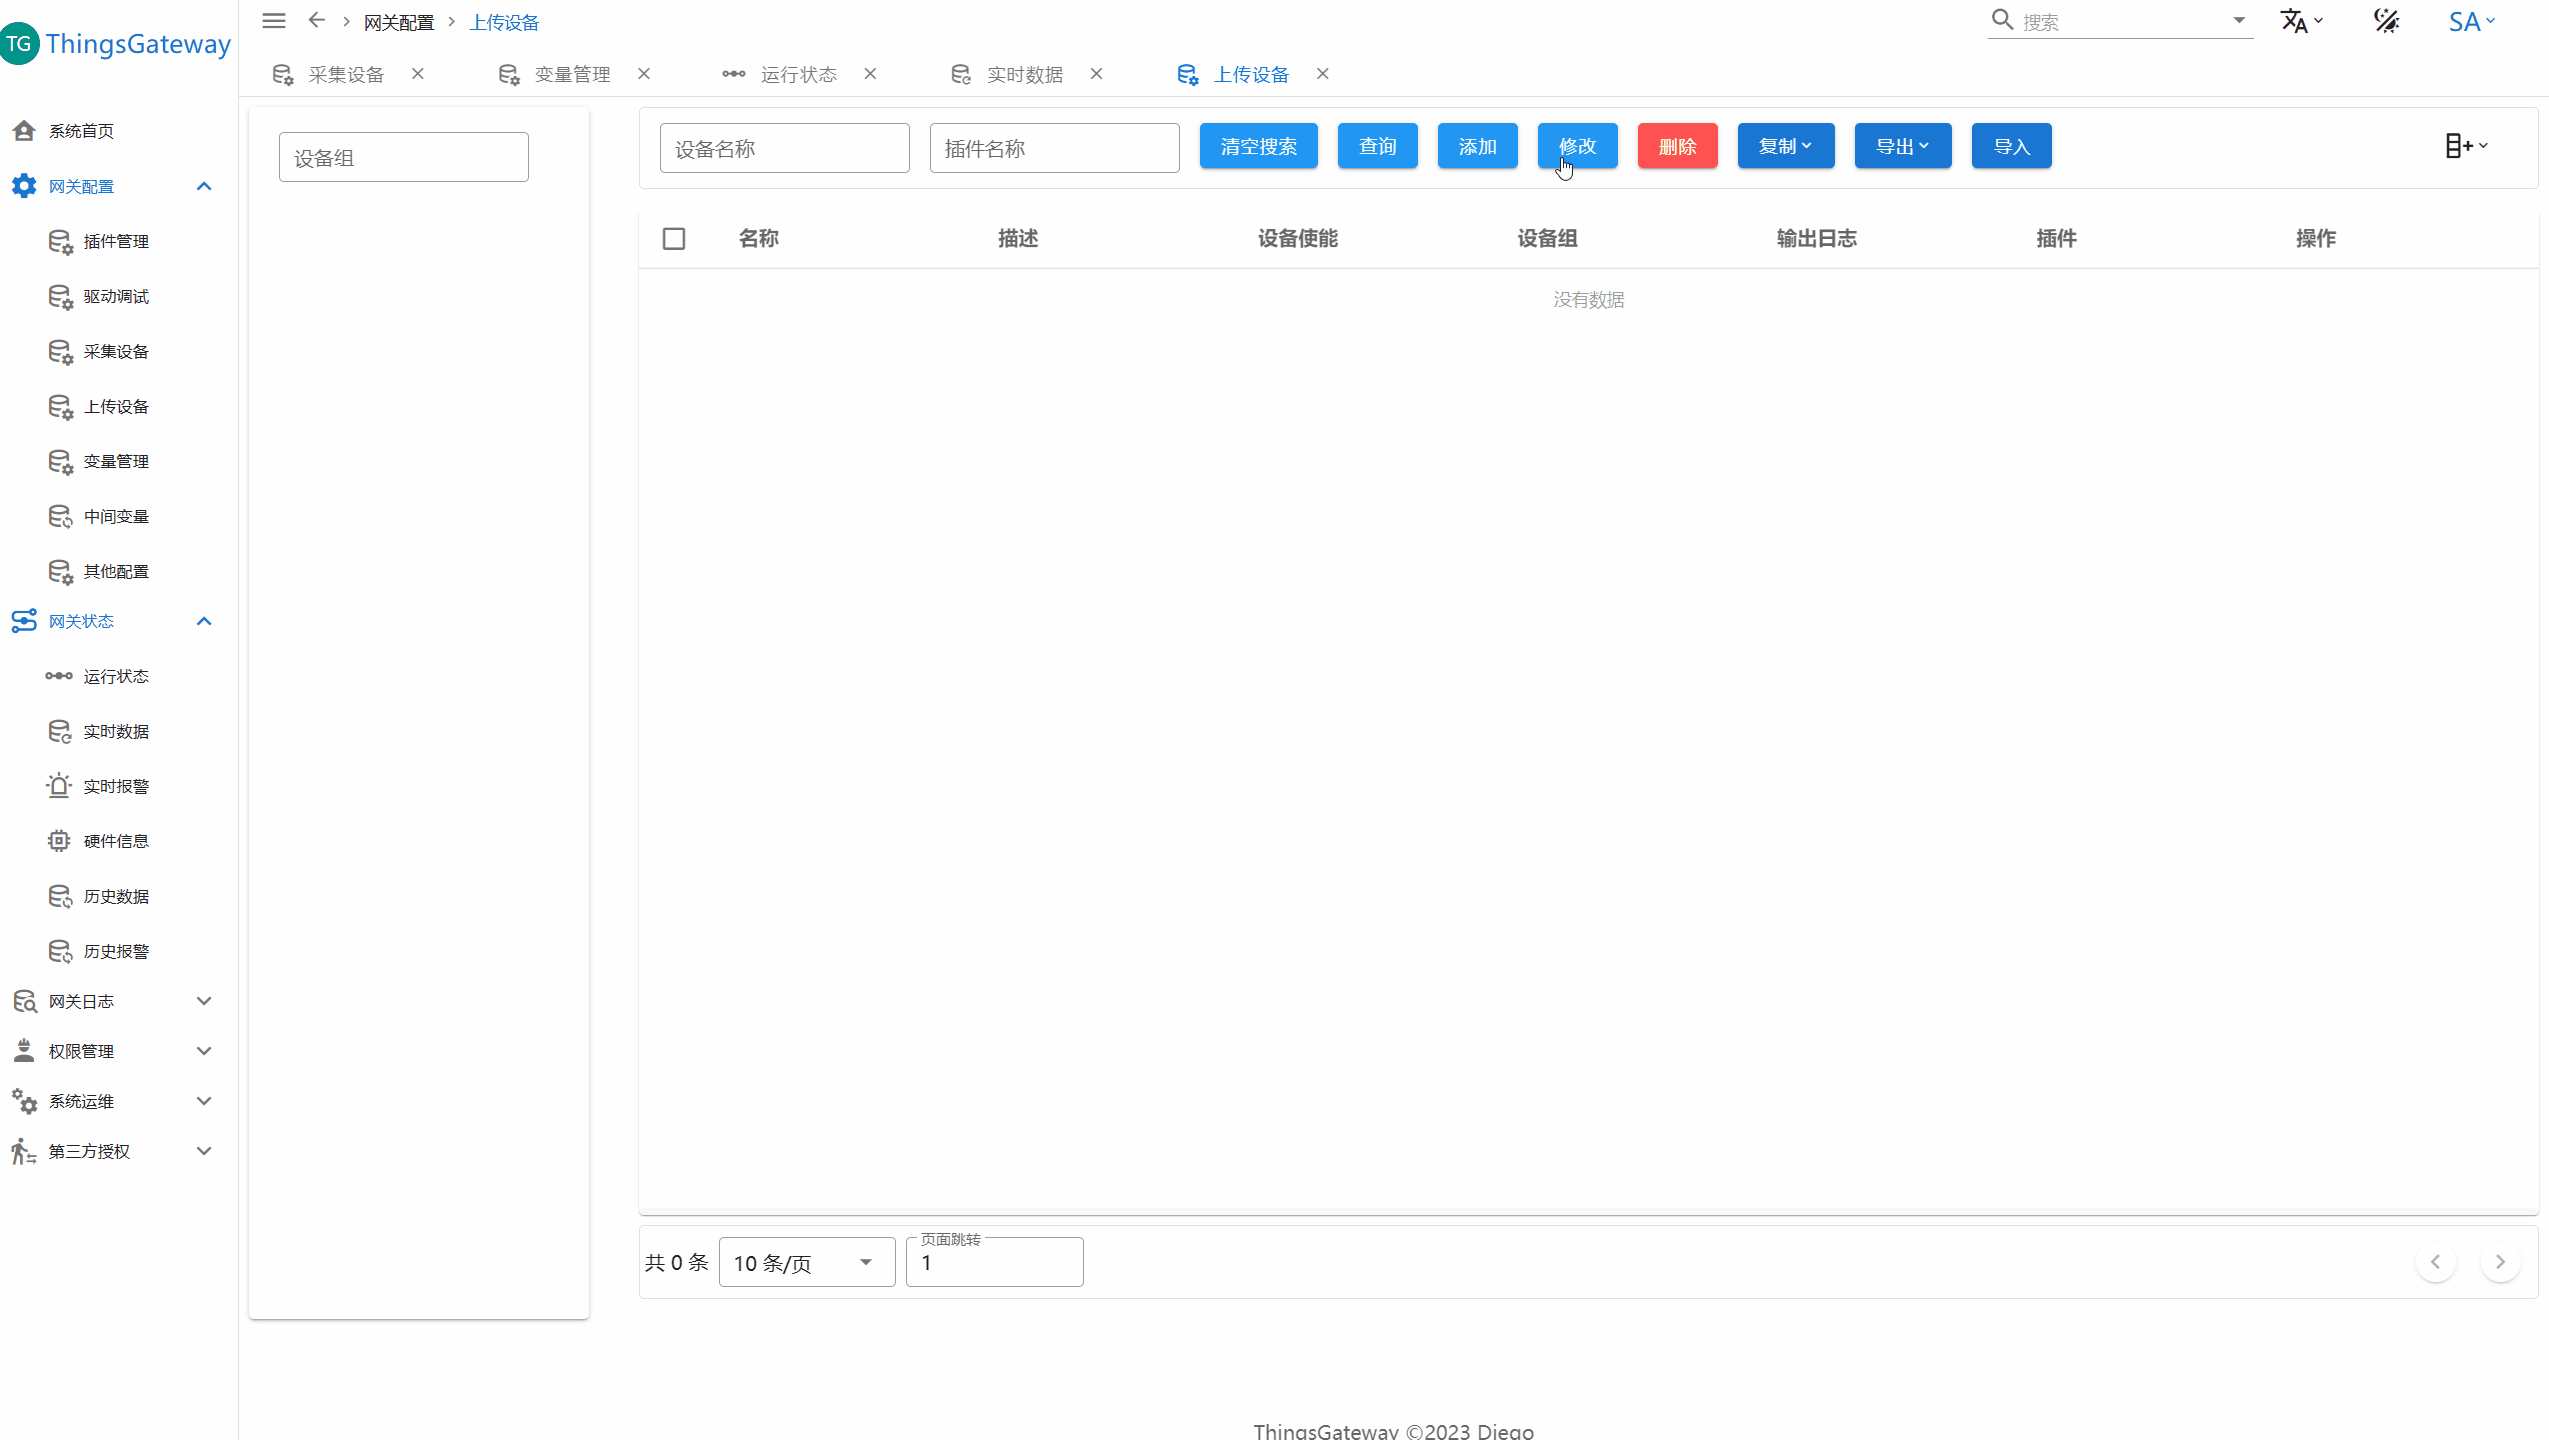 TG ThingsGateway
系统首页
网关配置
插件管理
驱动调试
采集设备
上传设备
变量管理
中间变量
其他配置
网关状态
运行状态
实时数据
实时报警
硬件信息
历史数据
历史报警
网关日志
权限管理
系统运维
第三方授权
网关配置 上传设备
搜索
SA
采集设备 变量管理 运行状态 实时数据 上传设备
设备组
设备名称 插件名称 清空搜索 查询 添加 修改 删除 复制 导出 导入
名称 描述 设备使能 设备组 输出日志 插件 操作
没有数据
页面跳转
共 0 条 10 条/页 1
ThingsGateway ©2023 Diego